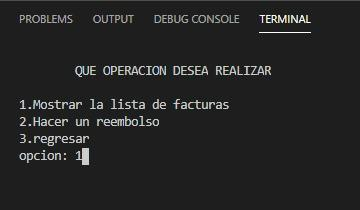 PROBLEMS OUTPUT DEBUG CONSOLE TERMINAL
QUE OPERACION DESEA REALIZAR
1.Mostrar la lista de facturas
2.Hacer un reembolso
3.regresar
opcion: 1